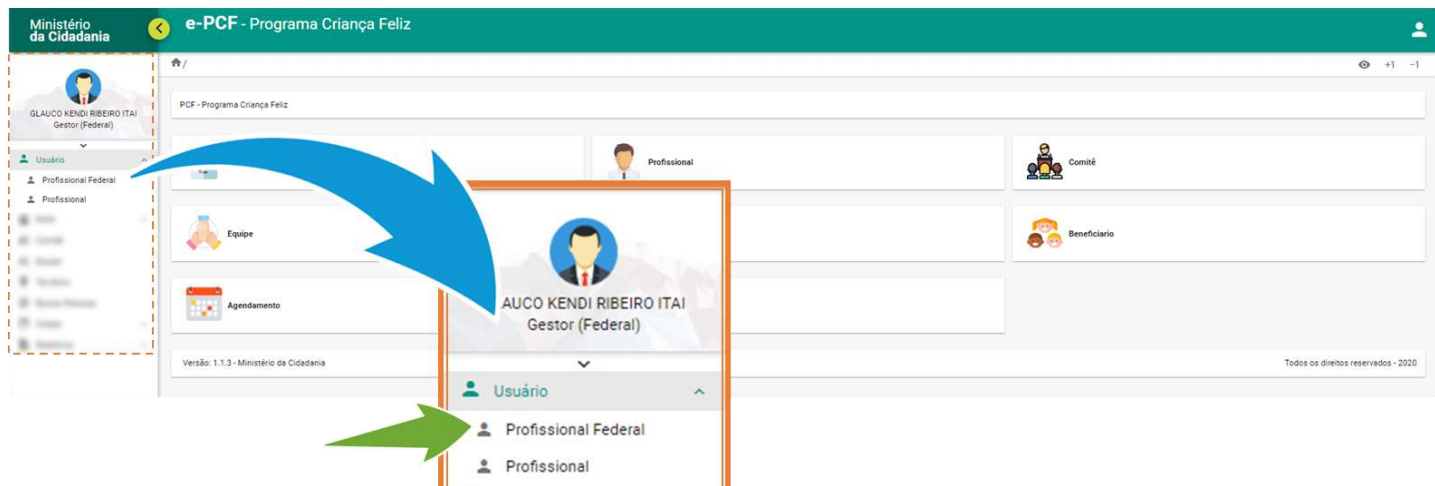 Ministério
da Cidadania
e-PCF - Programa Criança Feliz
/
+1 -1
GLAUCO KENDI RIBEIRO ITAI
Gestor (Federal)
PCF - Programa Criança Feliz
Usuário
Profissional Federal
Profissional
Profissional
Comitê
Equipe
Beneficiario
Agendamento
Versão: 1.1.3 - Ministério da Cidadania
Todos os direitos reservados - 2020
AUCO KENDI RIBEIRO ITAI
Gestor (Federal)
Usuário
Profissional Federal
Profissional